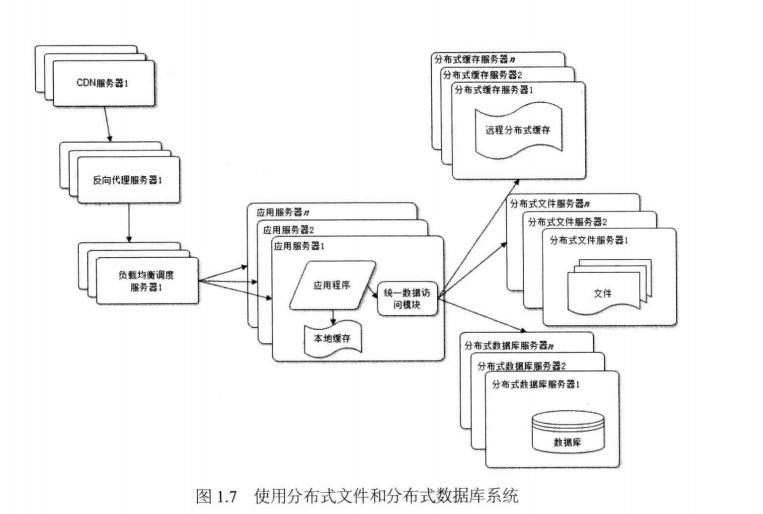 CDN服务器1
反向代理服务器1
负载均衡调度
服务器1
应用服务器n
应用服务器2
应用服务器1
应用程序
统一数据访
问模块
本地缓存
分布式缓存服务器n
分布式缓存服务器2
分布式缓存服务器1
远程分布式缓存
分布式文件服务器n
分布式文件服务器2
分布式文件服务器1
文件
分布式数据库服务器n
分布式数据库服务器2
分布式数据库服务器1
数据库
图 1.7 使用分布式文件和分布式数据库系统